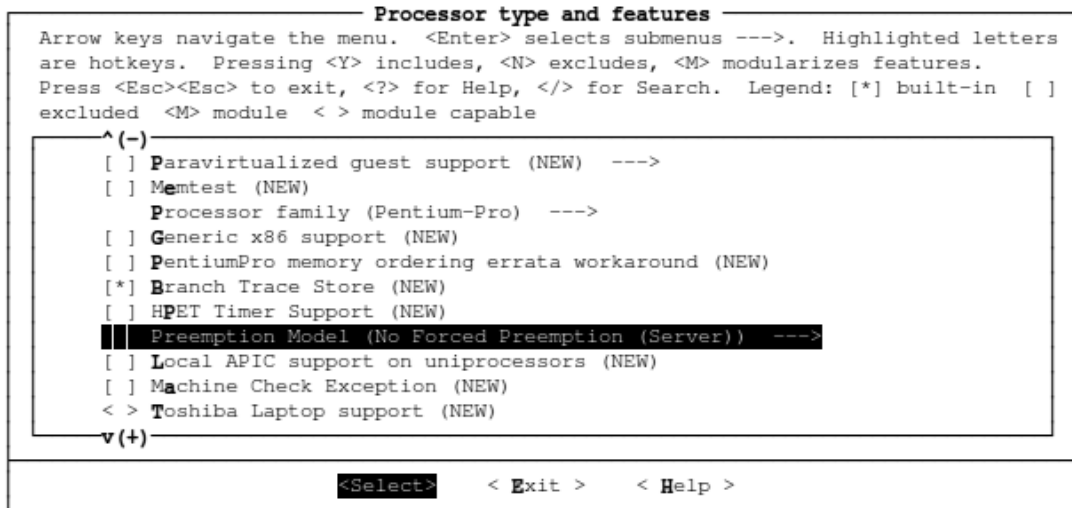 Processor type and features
Arrow keys navigate the menu.  <Enter> selects submenus --->.  Highlighted letters
are hotkeys.  Pressing <Y> includes, <N> excludes, <M> modularizes features.
Press <Esc><Esc> to exit, <?> for Help, </> for Search.  Legend: [*] built-in  [ ]
excluded  <M> module  < > module capable
^(-)
[ ] Paravirtualized guest support (NEW)  --->
[ ] Memtest (NEW)
Processor family (Pentium-Pro)  --->
[ ] Generic x86 support (NEW)
[ ] PentiumPro memory ordering errata workaround (NEW)
[*] Branch Trace Store (NEW)
[ ] HPET Timer Support (NEW)
Preemption Model (No Forced Preemption (Server))  --->
[ ] Local APIC support on uniprocessors (NEW)
[ ] Machine Check Exception (NEW)
< > Toshiba Laptop support (NEW)
v(+)
<Select>    < Exit >    < Help >